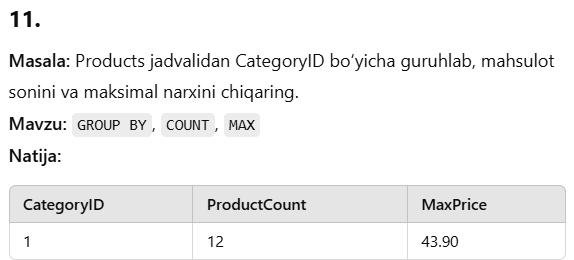 11.
Masala: Products jadvalidan CategoryID bo‘yicha guruhlab, mahsulot
sonini va maksimal narxini chiqaring.
Mavzu: GROUP BY, COUNT, MAX
Natija:
CategoryID ProductCount MaxPrice
1 12 43.90